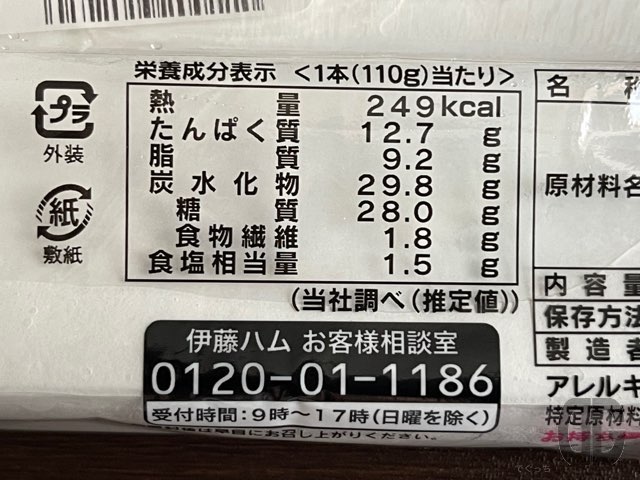 栄養成分表示 <1本(110g)当たり>
熱量 249kcal
たんぱく質 12.7 g
脂質 9.2 g
炭水化物 29.8 g
糖質 28.0 g
食物繊維 1.8 g
食塩相当量 1.5 g
(当社調べ(推定値))
プラ
外装
紙
敷紙
伊藤ハム お客様相談室
0120-01-1186
受付時間:9時~17時(日曜を除く)
名
原材料名
内容量
保存方法
製造者
アレルギ
特定原材料